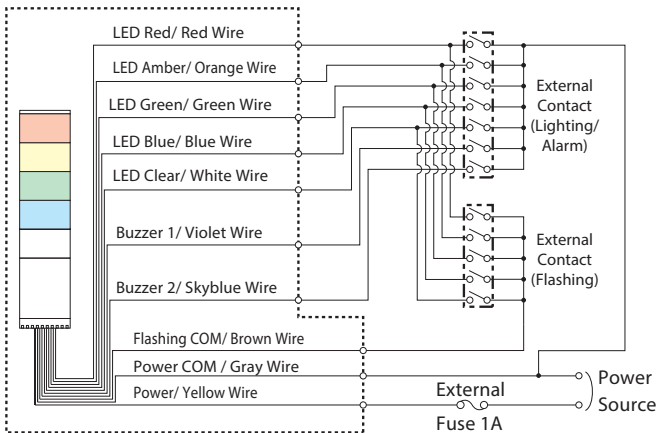 LED Red/ Red Wire
LED Amber/ Orange Wire
LED Green/ Green Wire
LED Blue/ Blue Wire
LED Clear/ White Wire
Buzzer 1/ Violet Wire
Buzzer 2/ Skyblue Wire
Flashing COM/ Brown Wire
Power COM / Gray Wire
Power/ Yellow Wire
External
Contact
(Lighting/
Alarm)
External
Contact
(Flashing)
External
Fuse 1A
Power
Source